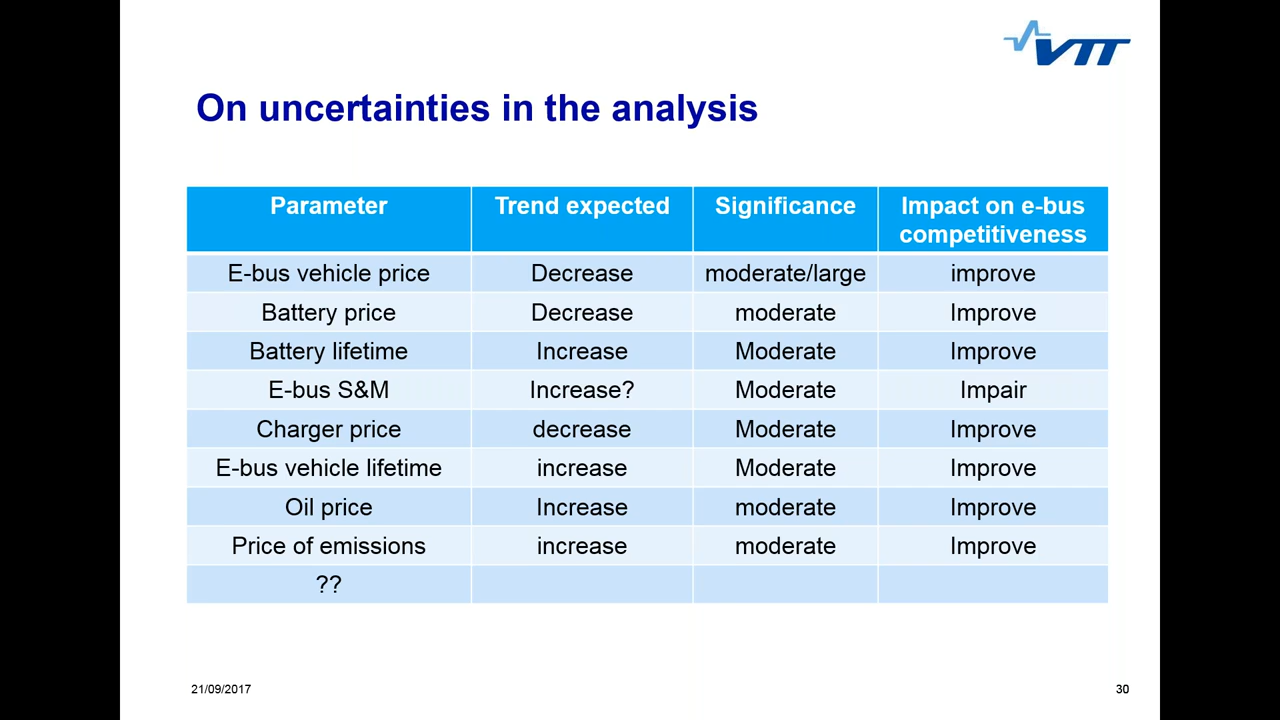 VTT
On uncertainties in the analysis
Parameter Trend expected Significance Impact on e-bus
competitiveness
E-bus vehicle price Decrease moderate/large improve
Battery price Decrease moderate Improve
Battery lifetime Increase Moderate Improve
E-bus S&M Increase? Moderate Impair
Charger price decrease Moderate Improve
E-bus vehicle lifetime increase Moderate Improve
Oil price Increase moderate Improve
Price of emissions increase moderate Improve
??
21/09/2017 30